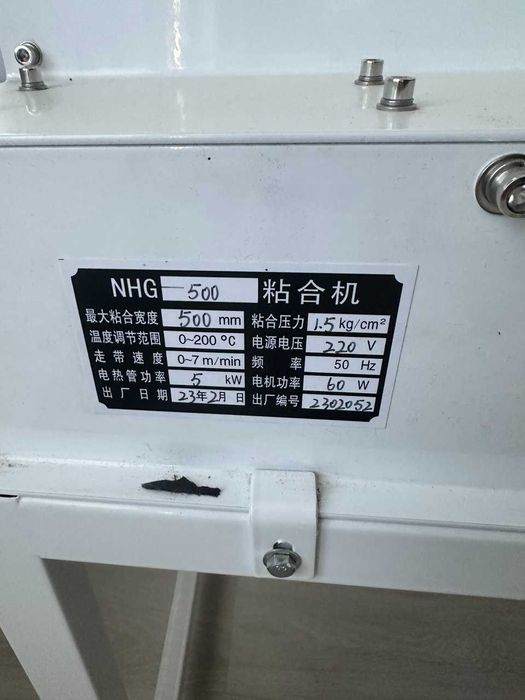 NHG-500 粘合机
最大粘合宽度 500 mm 粘合压力 1.5 kg/cm²
温度调节范围 0~200 ℃ 电源电压 220 V
走带速度 0~7 m/min 频率 50 Hz
电热管功率 5 kW 电机功率 60 W
出厂日期 23年2月 日 出厂编号 2302052